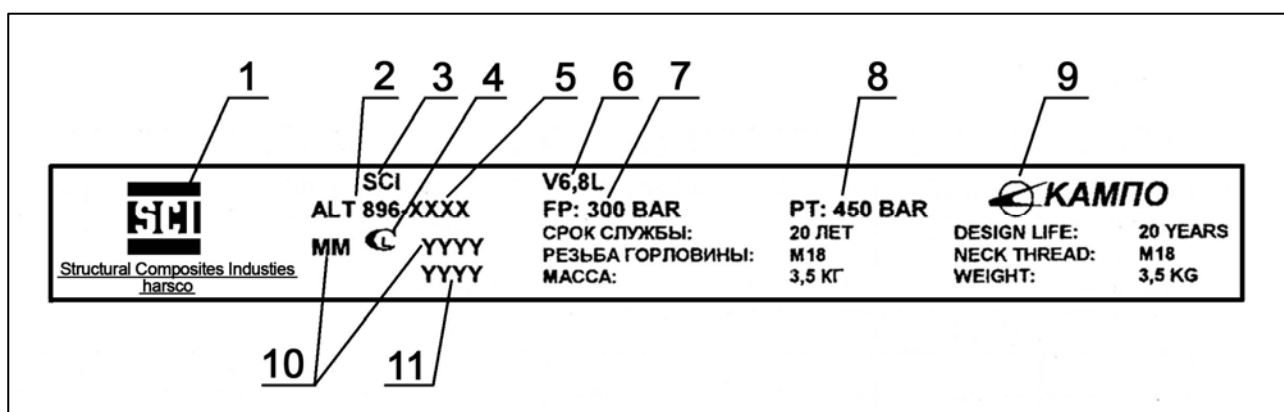 1 2 3 4 5 6 7 8 9
SCI
Structural Composites Industies
harsco
SCI
ALT 896-XXXX
MM CL YYYY
YYYY
V6,8L
FP: 300 BAR PT: 450 BAR
СРОК СЛУЖБЫ: 20 ЛЕТ
РЕЗЬБА ГОРЛОВИНЫ: М18
МАССА: 3,5 КГ
КАМПО
DESIGN LIFE: 20 YEARS
NECK THREAD: M18
WEIGHT: 3,5 KG
10 11